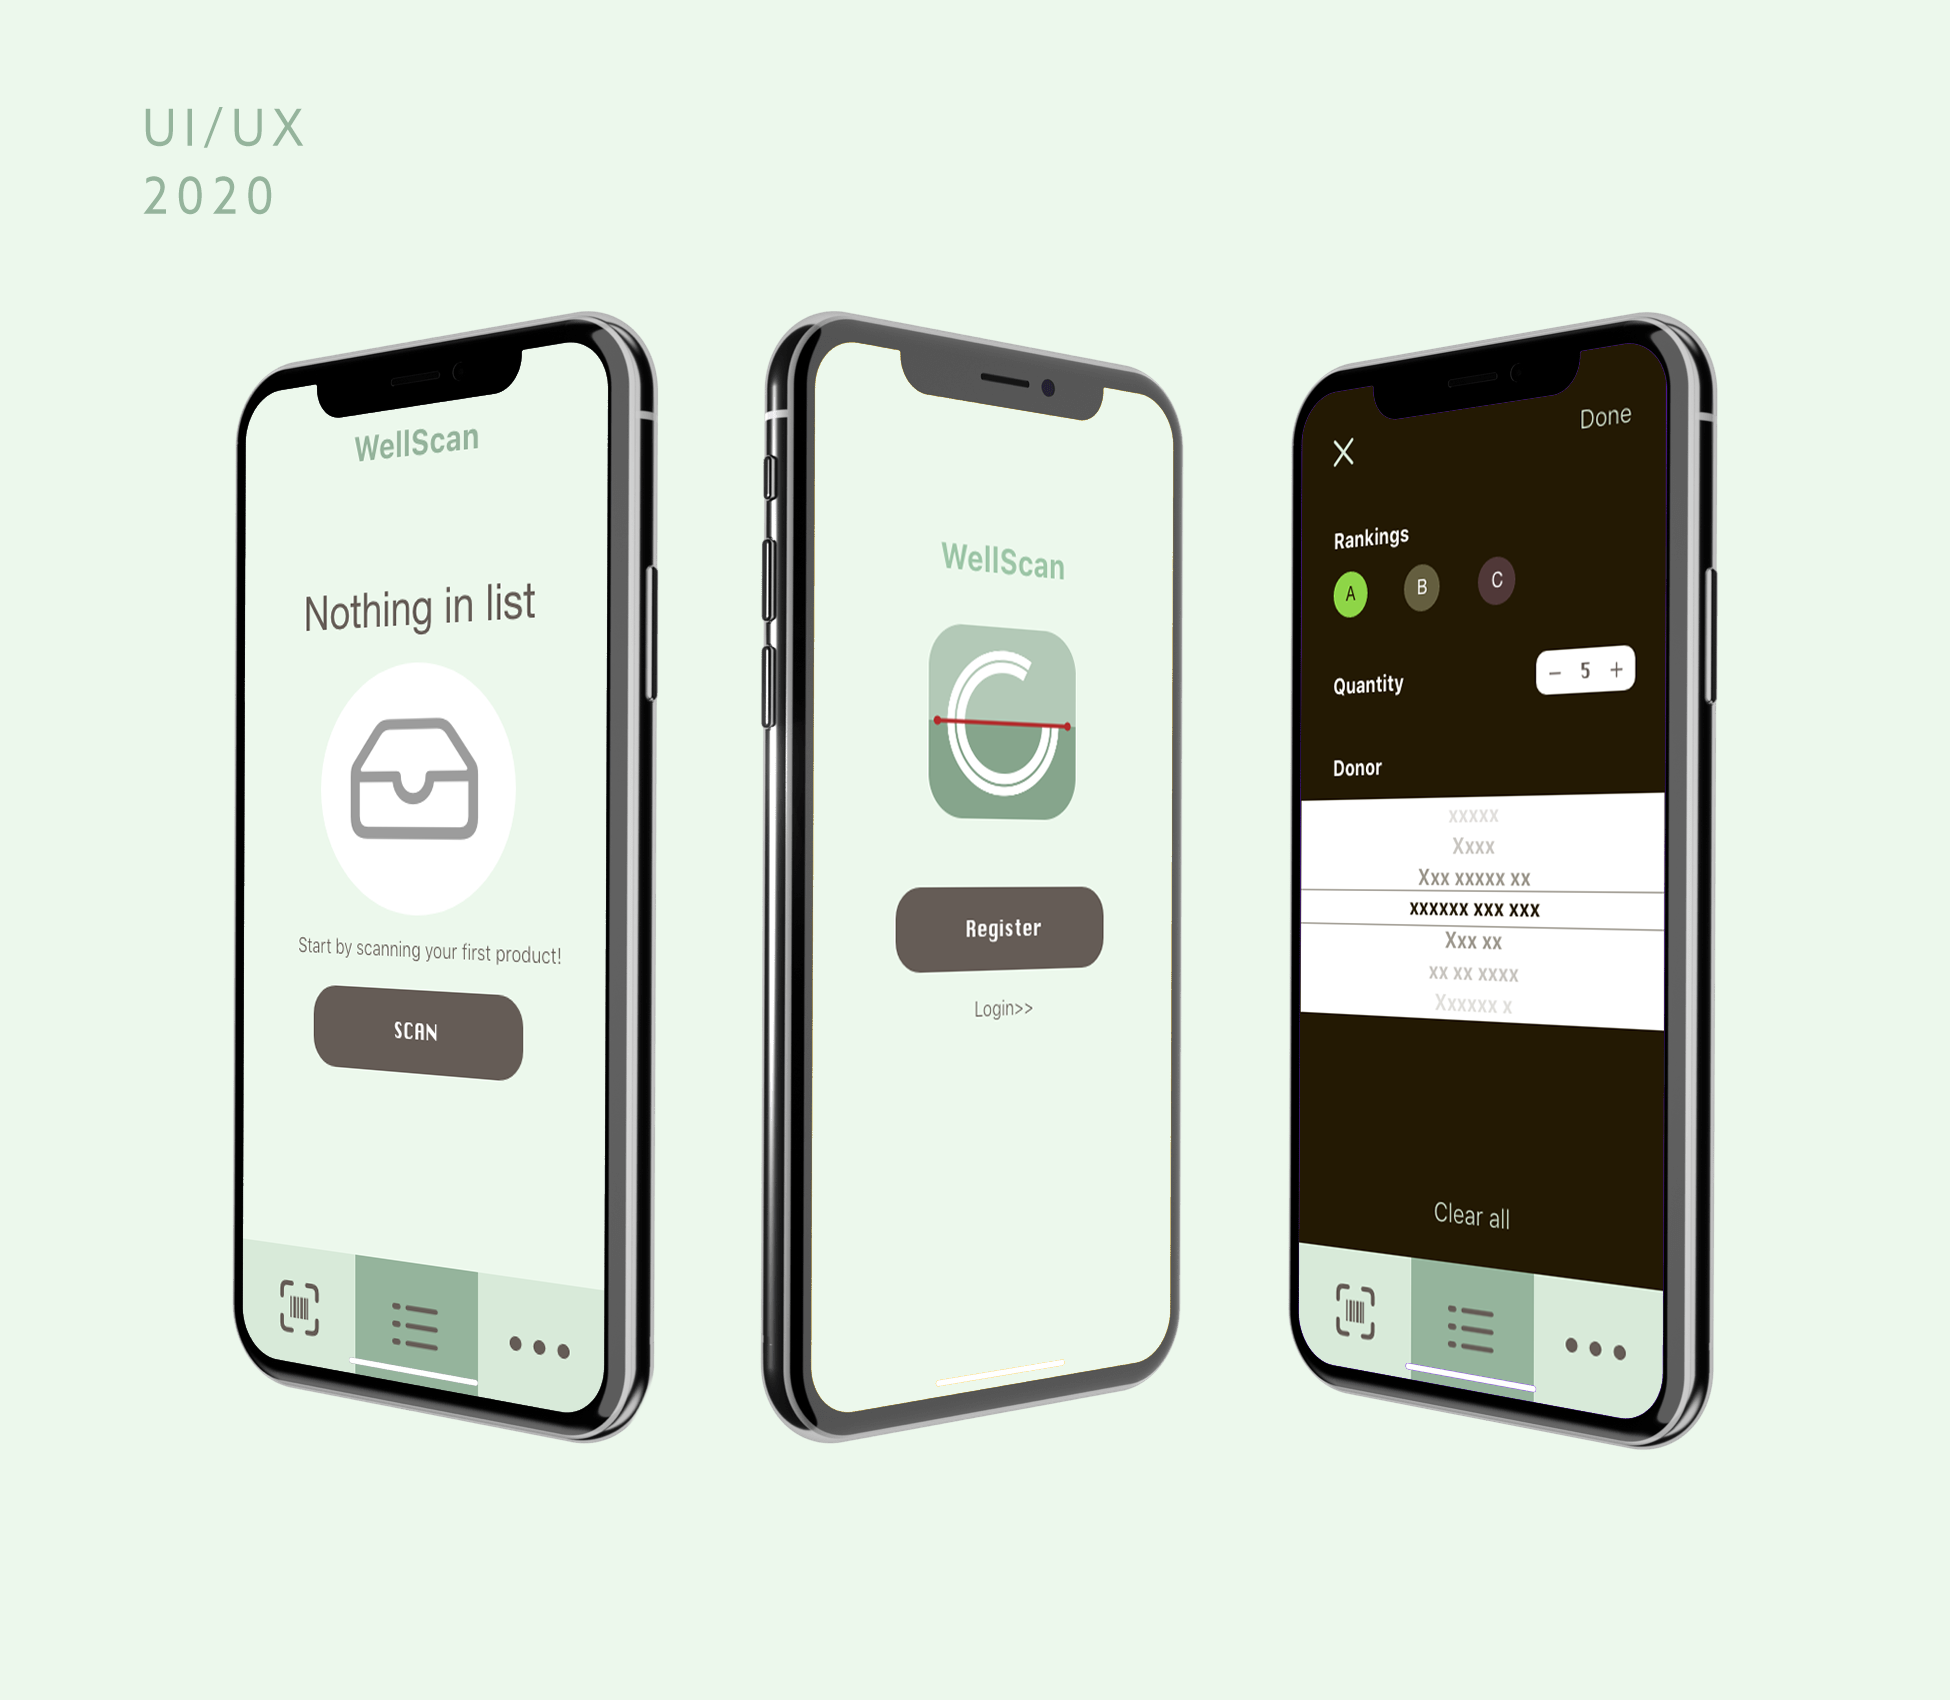 UI/UX
2020
WellScan
Nothing in list
Start by scanning your first product!
SCAN
WellScan
Register
Login>>
Done
X
Rankings
A B C
Quantity
− 5 +
Donor
xxxxx
Xxxx
Xxx xxxxx xx
xxxxxx xxx xxx
Xxx xx
xx xx xxxx
Xxxxxx x
Clear all